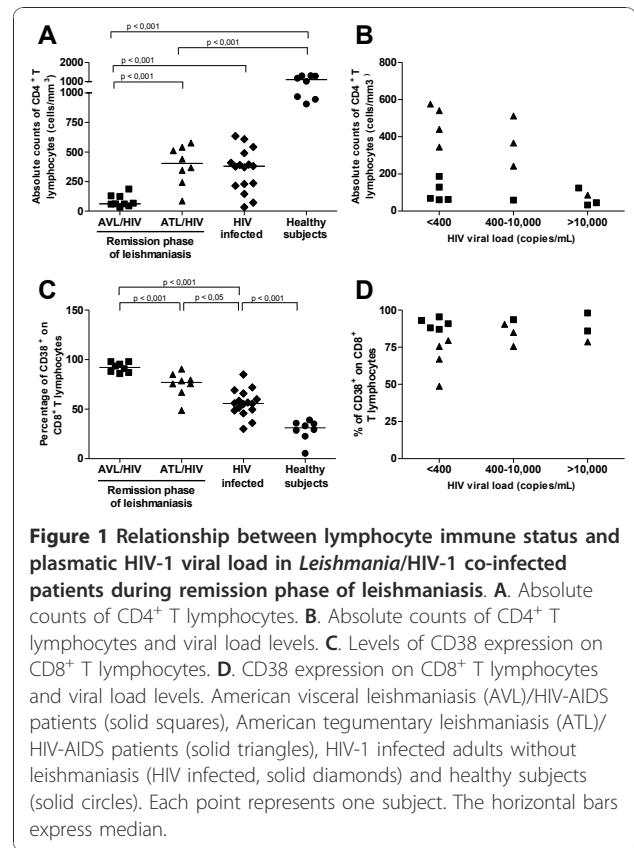 A
p < 0,001
p < 0,001
p < 0,001
p < 0,001
Absolute counts of CD4⁺ T
lymphocytes (cells/mm³)
2000
1000
500
250
0
AVL/HIV
ATL/HIV
HIV
infected
Healthy
subjects
Remission phase
of leishmaniasis
B
Absolute counts of CD4⁺ T
lymphocytes (cells/mm3)
800
600
400
200
0
<400
400-10,000
>10,000
HIV viral load (copies/mL)
C
p < 0,001
p < 0,001
p < 0,05
p < 0,001
Percentage of CD38⁺ on
CD8⁺ T lymphocytes
150
100
50
0
AVL/HIV
ATL/HIV
HIV
infected
Healthy
subjects
Remission phase
of leishmaniasis
D
% of CD38⁺ on CD8⁺
T lymphocytes
100
75
50
25
0
<400
400-10,000
>10,000
HIV viral load (copies/mL)
Figure 1 Relationship between lymphocyte immune status and
plasmatic HIV-1 viral load in Leishmania/HIV-1 co-infected
patients during remission phase of leishmaniasis. A. Absolute
counts of CD4⁺ T lymphocytes. B. Absolute counts of CD4⁺ T
lymphocytes and viral load levels. C. Levels of CD38 expression on
CD8⁺ T lymphocytes. D. CD38 expression on CD8⁺ T lymphocytes
and viral load levels. American visceral leishmaniasis (AVL)/HIV-AIDS
patients (solid squares), American tegumentary leishmaniasis (ATL)/
HIV-AIDS patients (solid triangles), HIV-1 infected adults without
leishmaniasis (HIV infected, solid diamonds) and healthy subjects
(solid circles). Each point represents one subject. The horizontal bars
express median.